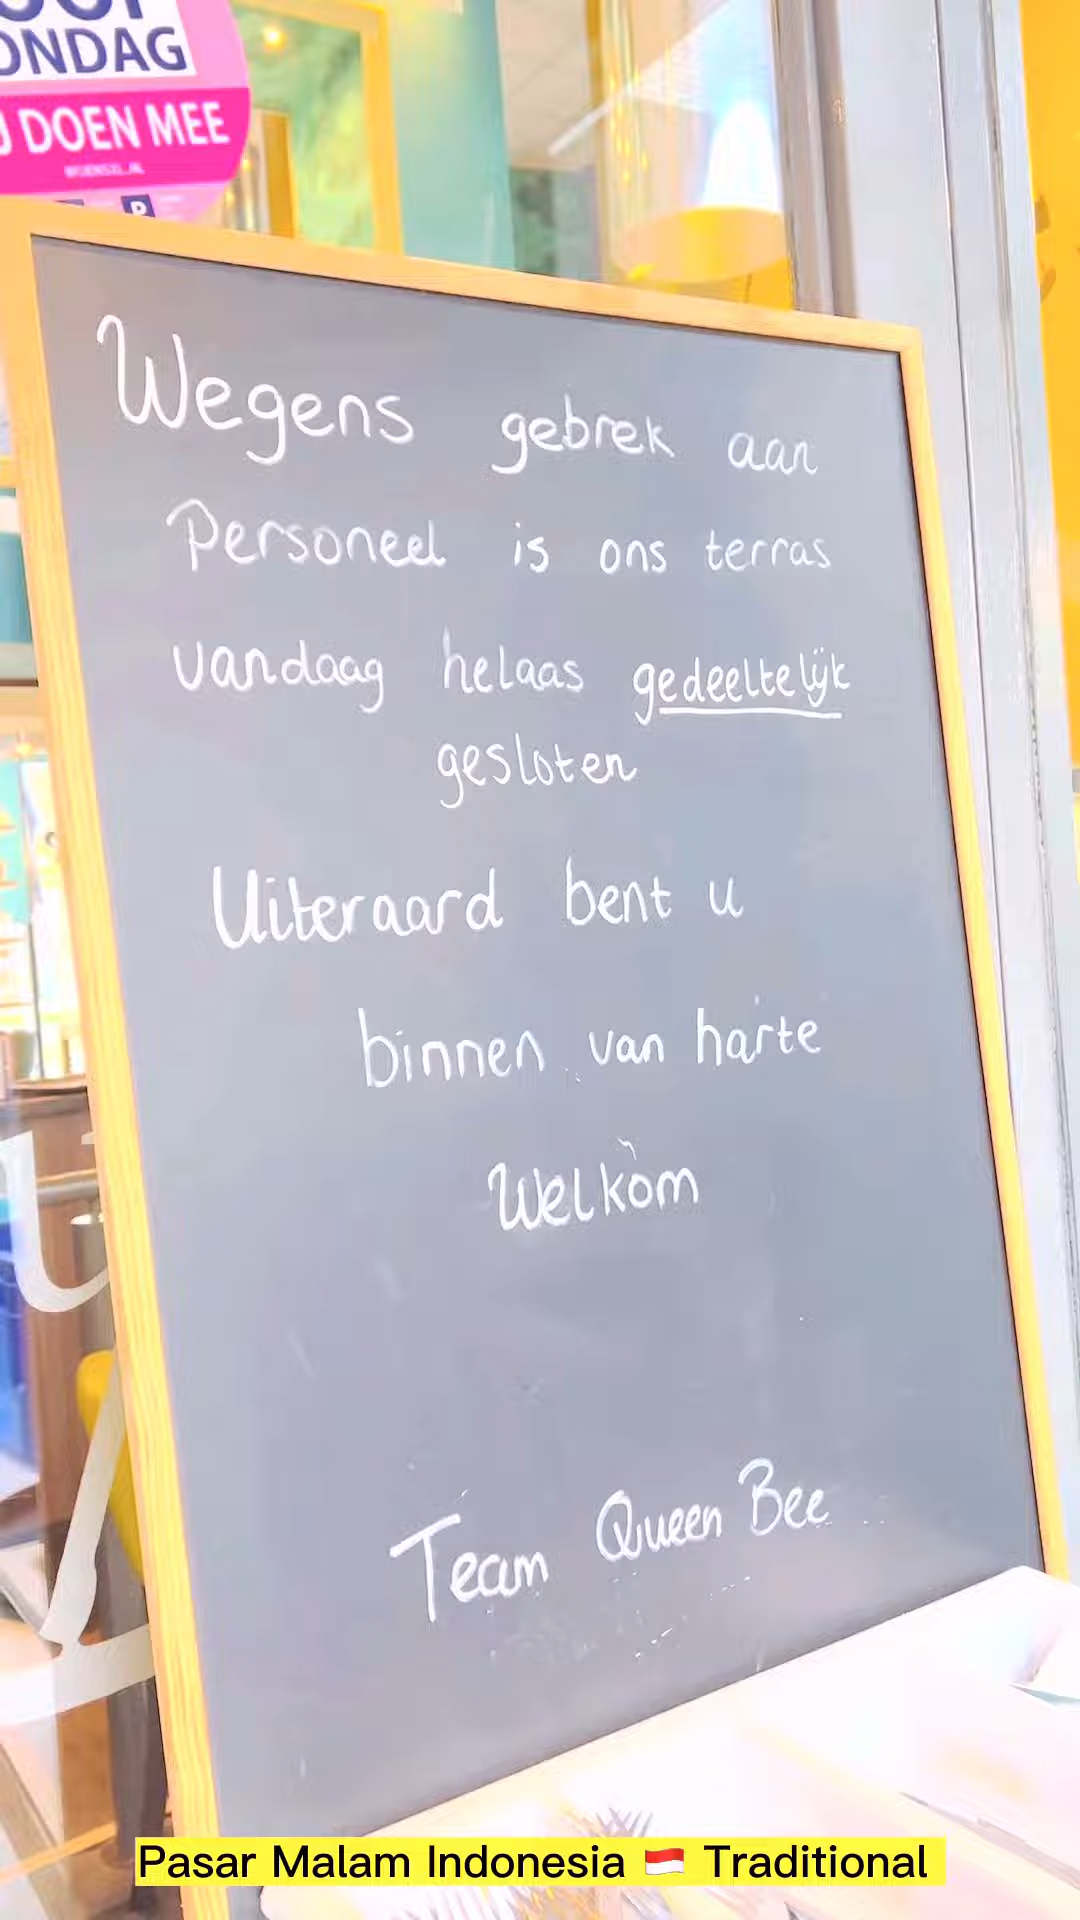 ONDAG
DOEN MEE
Wegens gebrek aan
Personeel is ons terras
vandaag helaas gedeeltelijk
gesloten
Uiteraard bent u
binnen van harte
Welkom
Team Queen Bee
Pasar Malam Indonesia 🇮🇩 Traditional